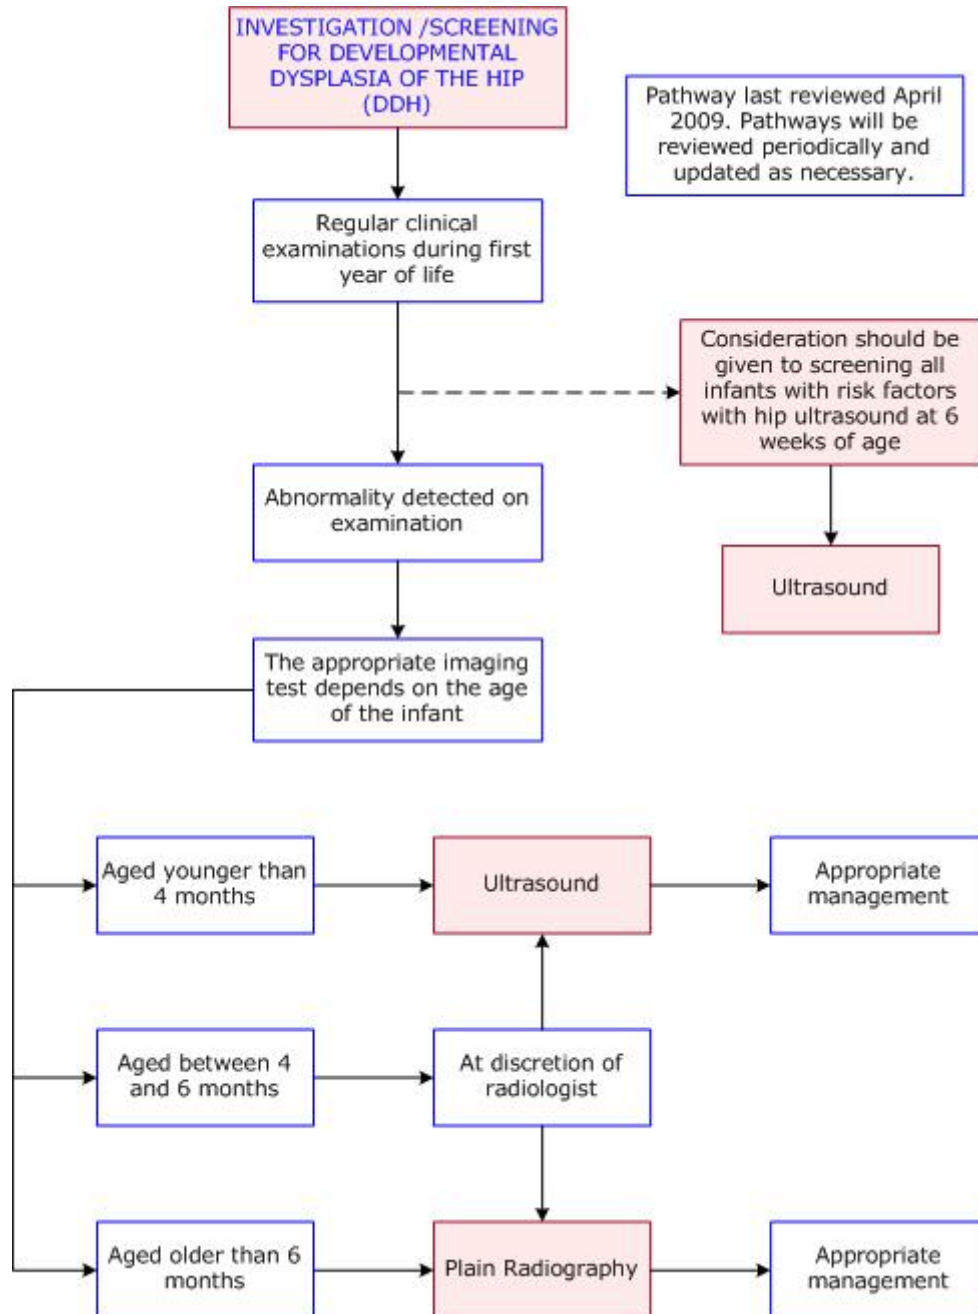 INVESTIGATION /SCREENING
FOR DEVELOPMENTAL
DYSPLASIA OF THE HIP
(DDH)
Pathway last reviewed April
2009. Pathways will be
reviewed periodically and
updated as necessary.
Regular clinical
examinations during first
year of life
Consideration should be
given to screening all
infants with risk factors
with hip ultrasound at 6
weeks of age
Abnormality detected on
examination
Ultrasound
The appropriate imaging
test depends on the age
of the infant
Aged younger than
4 months
Ultrasound
Appropriate
management
Aged between 4
and 6 months
At discretion of
radiologist
Aged older than 6
months
Plain Radiography
Appropriate
management